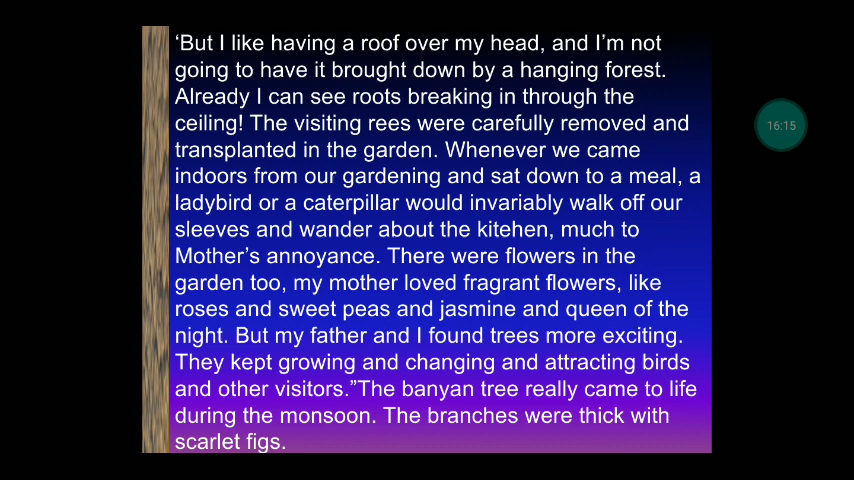 ‘But I like having a roof over my head, and I’m not
going to have it brought down by a hanging forest.
Already I can see roots breaking in through the
ceiling! The visiting rees were carefully removed and
transplanted in the garden. Whenever we came
indoors from our gardening and sat down to a meal, a
ladybird or a caterpillar would invariably walk off our
sleeves and wander about the kitehen, much to
Mother’s annoyance. There were flowers in the
garden too, my mother loved fragrant flowers, like
roses and sweet peas and jasmine and queen of the
night. But my father and I found trees more exciting.
They kept growing and changing and attracting birds
and other visitors.”The banyan tree really came to life
during the monsoon. The branches were thick with
scarlet figs.
16:15